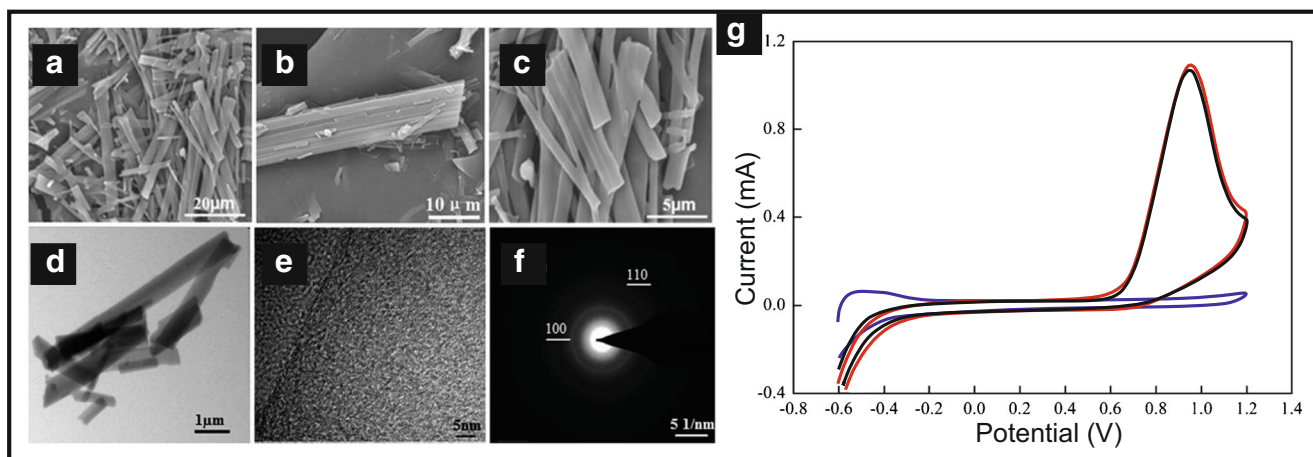 a
20μm
b
10 μ m
c
5μm
d
1μm
e
5nm
f
110
100
5 1/nm
g
Current (mA)
1.2
0.8
0.4
0.0
-0.4
-0.8 -0.6 -0.4 -0.2 0.0 0.2 0.4 0.6 0.8 1.0 1.2 1.4
Potential (V)